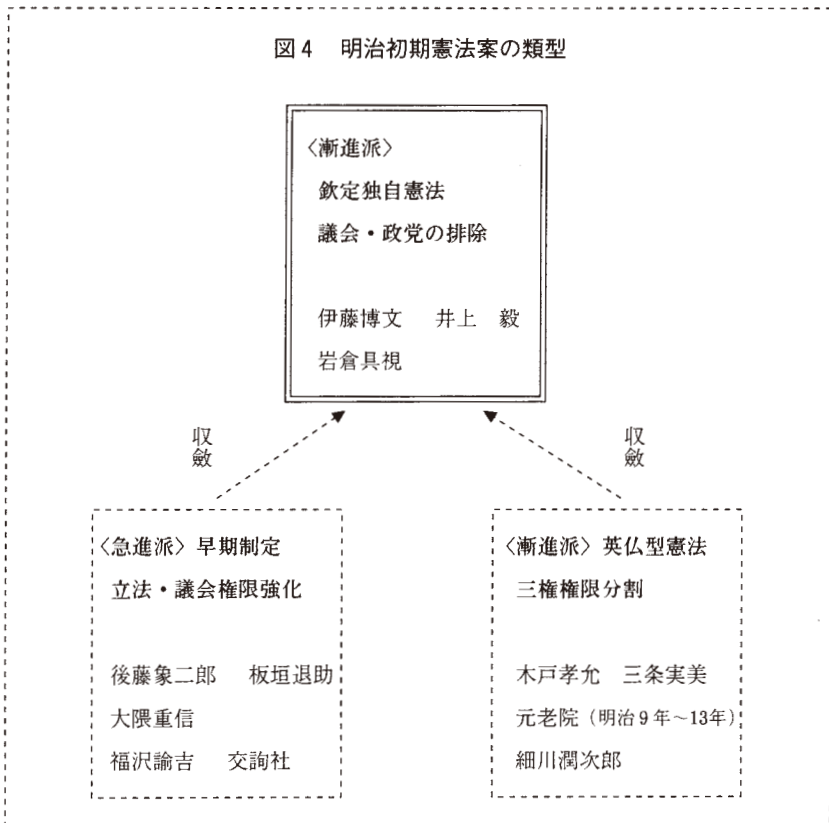 図4　明治初期憲法案の類型
〈漸進派〉
欽定独自憲法
議会・政党の排除
伊藤博文　井上　毅
岩倉具視
収斂
収斂
〈急進派〉早期制定
立法・議会権限強化
後藤象二郎　板垣退助
大隈重信
福沢諭吉　交詢社
〈漸進派〉英仏型憲法
三権権限分割
木戸孝允　三条実美
元老院（明治9年～13年）
細川潤次郎